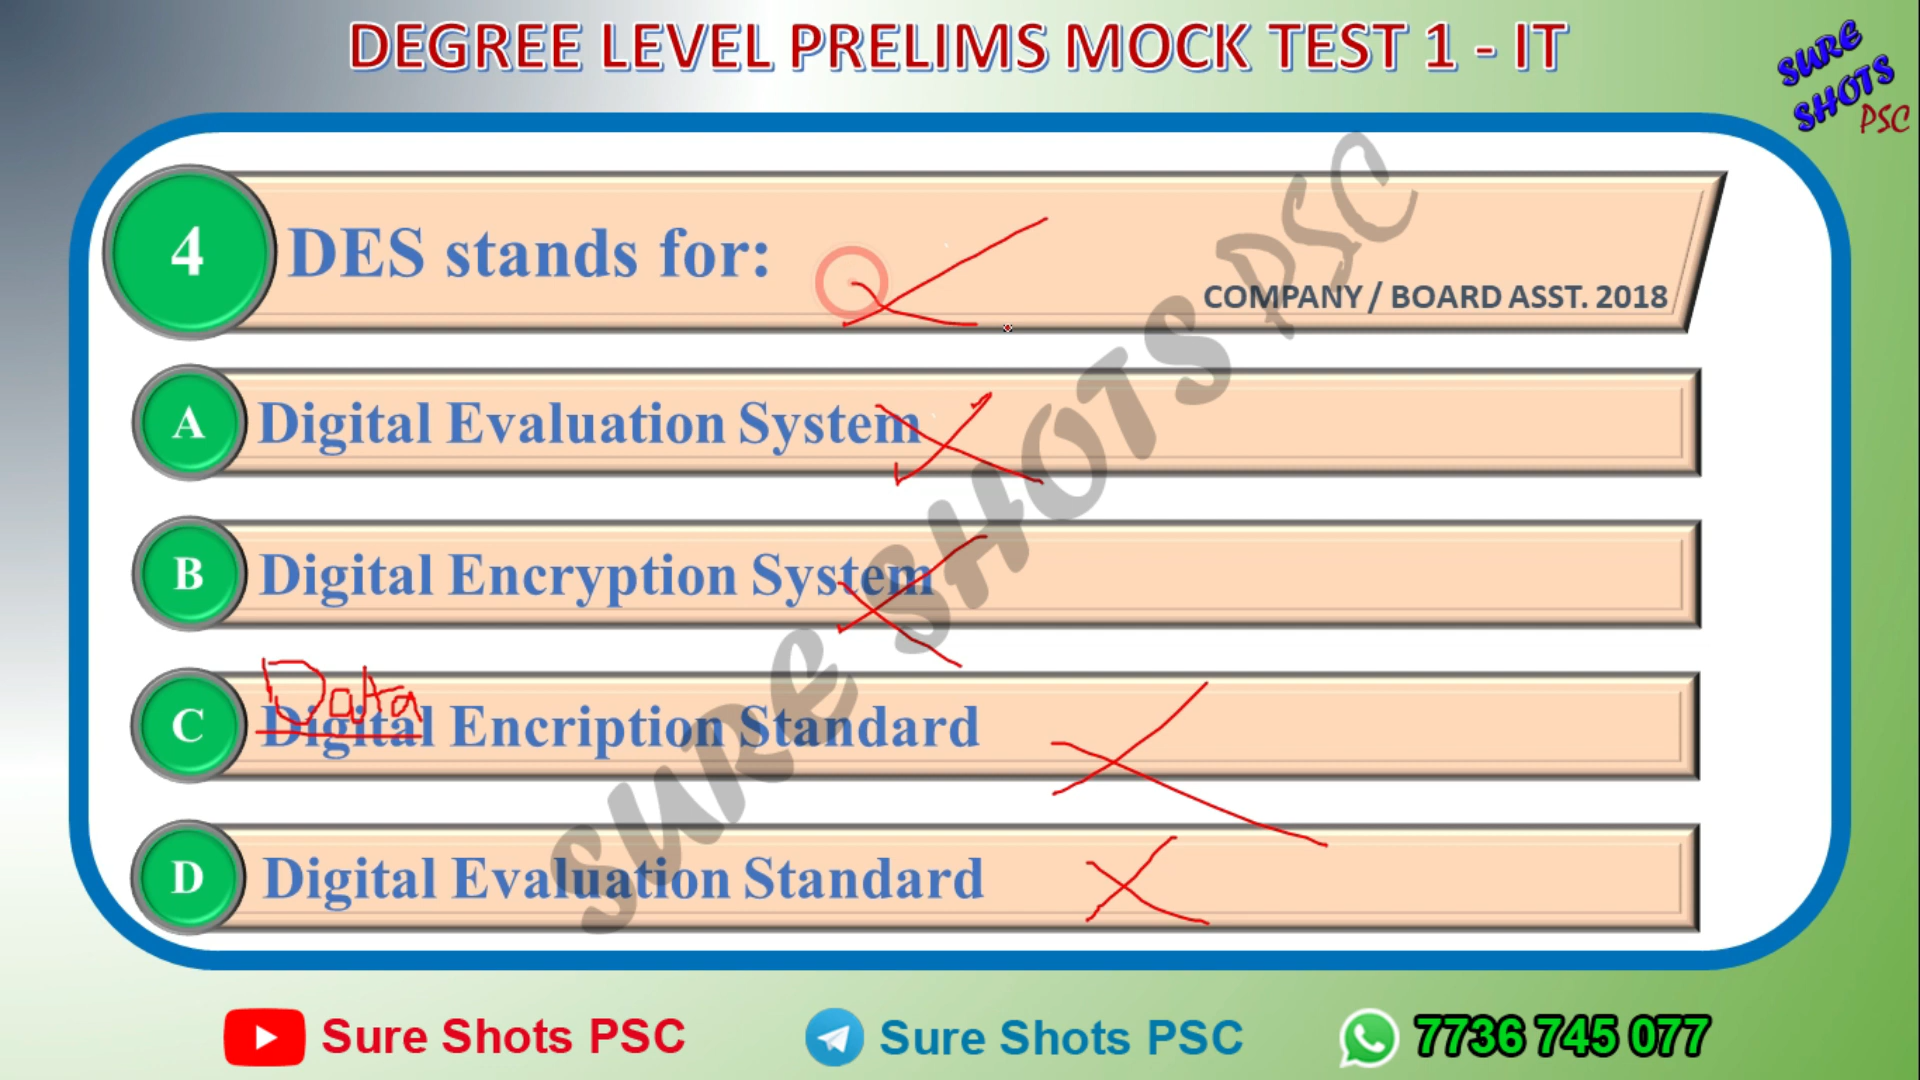 DEGREE LEVEL PRELIMS MOCK TEST 1 - IT
SURE
SHOTS
PSC
4 DES stands for:
COMPANY / BOARD ASST. 2018
A Digital Evaluation System
B Digital Encryption System
Data
C Digital Encription Standard
D Digital Evaluation Standard
SURE SHOTS PSC
Sure Shots PSC
Sure Shots PSC
7736 745 077